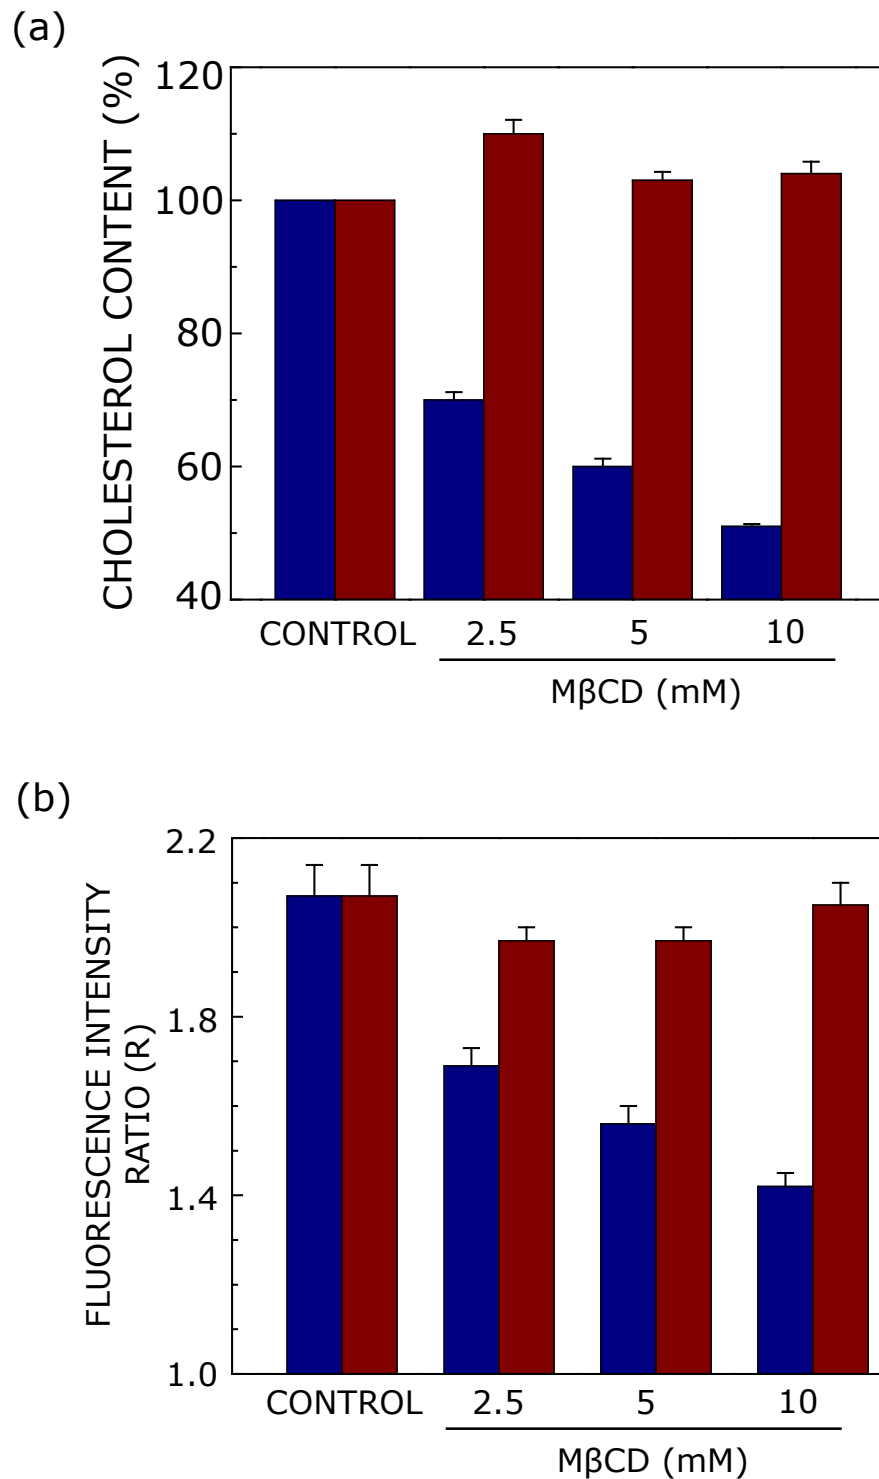 (a)
CHOLESTEROL CONTENT (%)
120
100
80
60
40
CONTROL 2.5 5 10
MβCD (mM)
(b)
FLUORESCENCE INTENSITY
RATIO (R)
2.2
1.8
1.4
1.0
CONTROL 2.5 5 10
MβCD (mM)